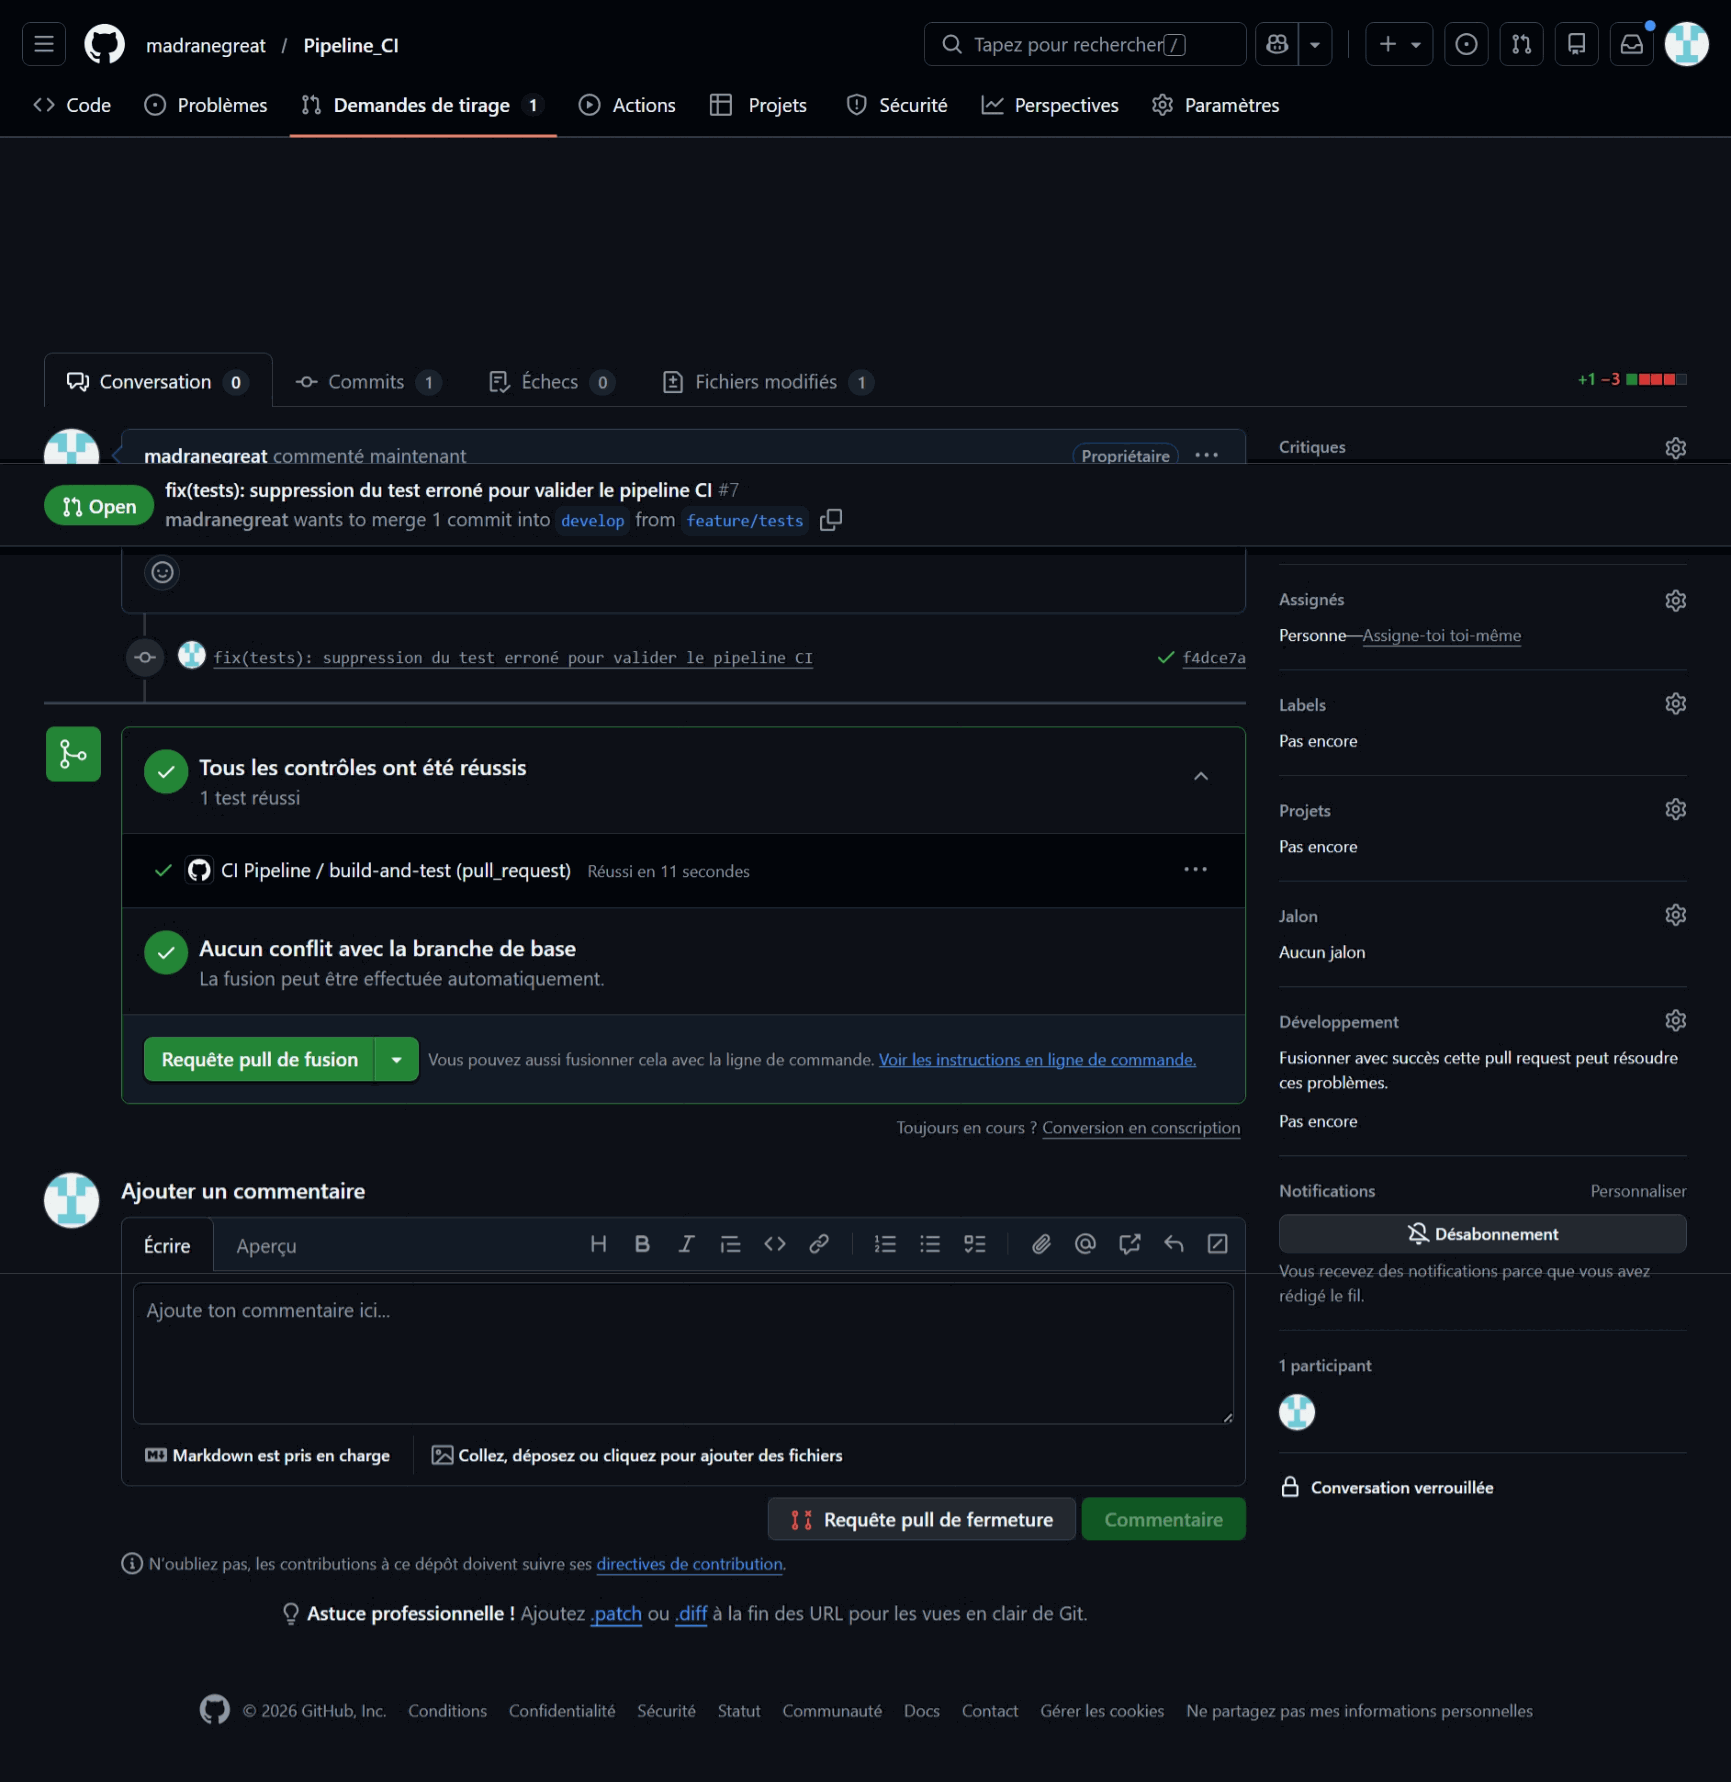 madranegreat / Pipeline_CI
Tapez pour rechercher /
Code
Problèmes
Demandes de tirage 1
Actions
Projets
Sécurité
Perspectives
Paramètres
Conversation 0
Commits 1
Échecs 0
Fichiers modifiés 1
+1 −3
madranegreat commenté maintenant
Propriétaire
Critiques
Open
fix(tests): suppression du test erroné pour valider le pipeline CI #7
madranegreat wants to merge 1 commit into develop from feature/tests
Assignés
Personne—Assigne-toi toi-même
fix(tests): suppression du test erroné pour valider le pipeline CI
f4dce7a
Labels
Pas encore
Tous les contrôles ont été réussis
1 test réussi
Projets
Pas encore
CI Pipeline / build-and-test (pull_request) Réussi en 11 secondes
Jalon
Aucun jalon
Aucun conflit avec la branche de base
La fusion peut être effectuée automatiquement.
Développement
Fusionner avec succès cette pull request peut résoudre
ces problèmes.
Pas encore
Requête pull de fusion
Vous pouvez aussi fusionner cela avec la ligne de commande. Voir les instructions en ligne de commande.
Toujours en cours ? Conversion en conscription
Ajouter un commentaire
Notifications
Personnaliser
Désabonnement
Vous recevez des notifications parce que vous avez
rédigé le fil.
Écrire
Aperçu
Ajoute ton commentaire ici...
1 participant
Markdown est pris en charge
Collez, déposez ou cliquez pour ajouter des fichiers
Conversation verrouillée
Requête pull de fermeture
Commentaire
N'oubliez pas, les contributions à ce dépôt doivent suivre ses directives de contribution.
Astuce professionnelle ! Ajoutez .patch ou .diff à la fin des URL pour les vues en clair de Git.
© 2026 GitHub, Inc.
Conditions
Confidentialité
Sécurité
Statut
Communauté
Docs
Contact
Gérer les cookies
Ne partagez pas mes informations personnelles